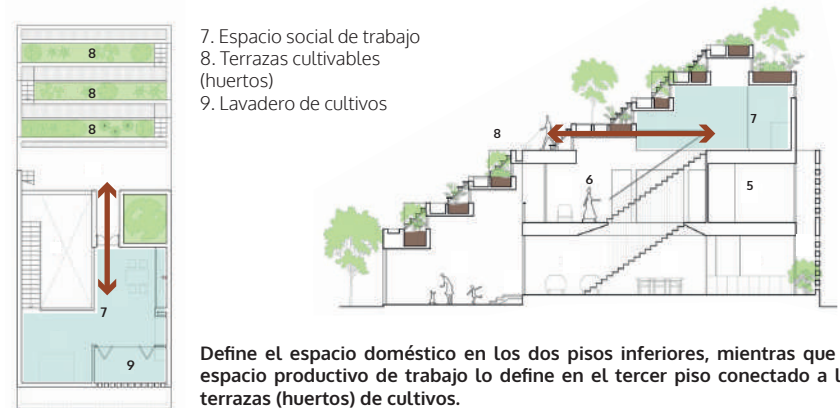 7. Espacio social de trabajo
8. Terrazas cultivables
(huertos)
9. Lavadero de cultivos
8
8
8
7
9
8
7
6
5
Define el espacio doméstico en los dos pisos inferiores, mientras que
espacio productivo de trabajo lo define en el tercer piso conectado a l
terrazas (huertos) de cultivos.